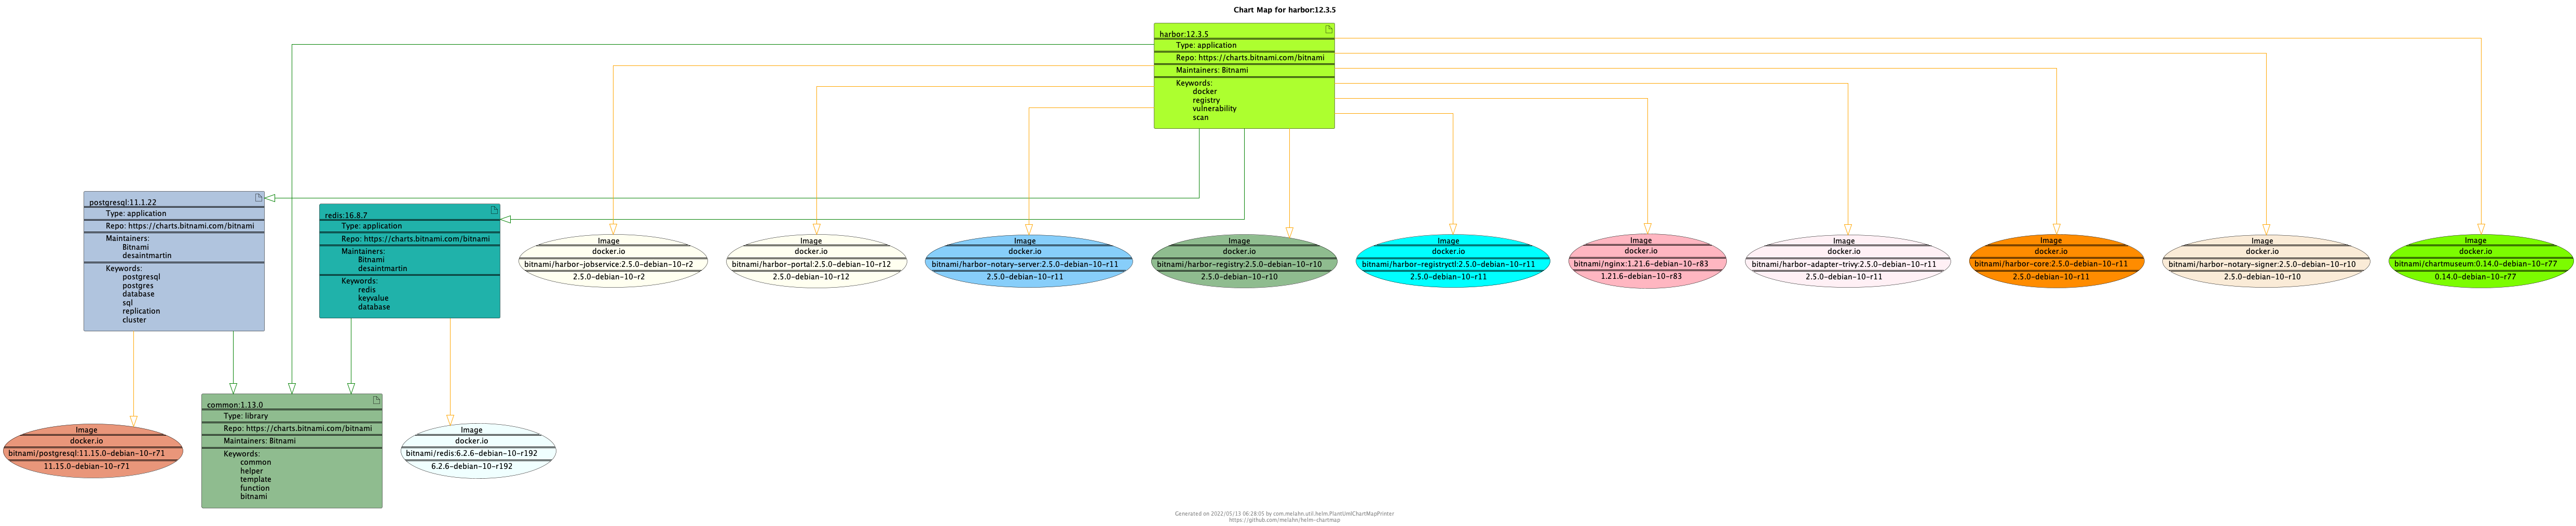 Chart Map for harbor:12.3.5
harbor:12.3.5
Type: application
Repo: https://charts.bitnami.com/bitnami
Maintainers: Bitnami
Keywords:
docker
registry
vulnerability
scan
postgresql:11.1.22
Type: application
Repo: https://charts.bitnami.com/bitnami
Maintainers:
Bitnami
desaintmartin
Keywords:
postgresql
postgres
database
sql
replication
cluster
redis:16.8.7
Type: application
Repo: https://charts.bitnami.com/bitnami
Maintainers:
Bitnami
desaintmartin
Keywords:
redis
keyvalue
database
Image
docker.io
bitnami/harbor-jobservice:2.5.0-debian-10-r2
2.5.0-debian-10-r2
Image
docker.io
bitnami/harbor-portal:2.5.0-debian-10-r12
2.5.0-debian-10-r12
Image
docker.io
bitnami/harbor-notary-server:2.5.0-debian-10-r11
2.5.0-debian-10-r11
Image
docker.io
bitnami/harbor-registry:2.5.0-debian-10-r10
2.5.0-debian-10-r10
Image
docker.io
bitnami/harbor-registryctl:2.5.0-debian-10-r11
2.5.0-debian-10-r11
Image
docker.io
bitnami/nginx:1.21.6-debian-10-r83
1.21.6-debian-10-r83
Image
docker.io
bitnami/harbor-adapter-trivy:2.5.0-debian-10-r11
2.5.0-debian-10-r11
Image
docker.io
bitnami/harbor-core:2.5.0-debian-10-r11
2.5.0-debian-10-r11
Image
docker.io
bitnami/harbor-notary-signer:2.5.0-debian-10-r10
2.5.0-debian-10-r10
Image
docker.io
bitnami/chartmuseum:0.14.0-debian-10-r77
0.14.0-debian-10-r77
Image
docker.io
bitnami/postgresql:11.15.0-debian-10-r71
11.15.0-debian-10-r71
common:1.13.0
Type: library
Repo: https://charts.bitnami.com/bitnami
Maintainers: Bitnami
Keywords:
common
helper
template
function
bitnami
Image
docker.io
bitnami/redis:6.2.6-debian-10-r192
6.2.6-debian-10-r192
Generated on 2022/05/13 06:28:05 by com.melahn.util.helm.PlantUmlChartMapPrinter
https://github.com/melahn/helm-chartmap